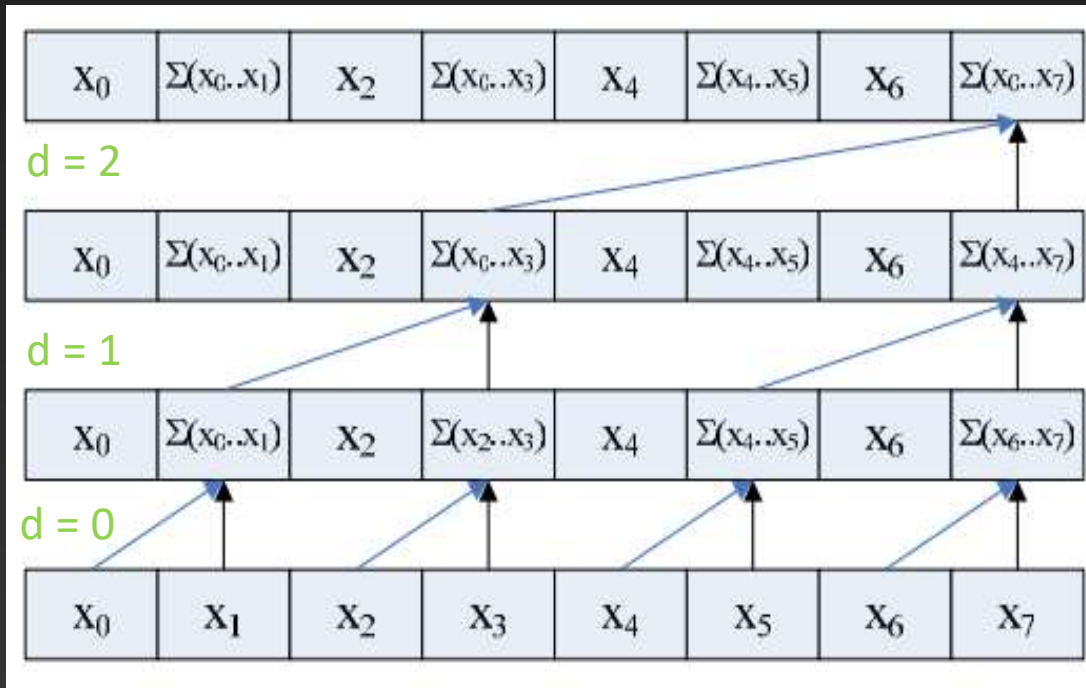 x₀ Σ(x₀..x₁) x₂ Σ(x₀..x₃) x₄ Σ(x₄..x₅) x₆ Σ(x₀..x₇)
d = 2
x₀ Σ(x₀..x₁) x₂ Σ(x₀..x₃) x₄ Σ(x₄..x₅) x₆ Σ(x₄..x₇)
d = 1
x₀ Σ(x₀..x₁) x₂ Σ(x₂..x₃) x₄ Σ(x₄..x₅) x₆ Σ(x₆..x₇)
d = 0
x₀ x₁ x₂ x₃ x₄ x₅ x₆ x₇